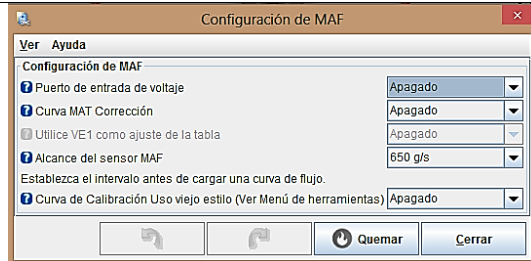 Configuración de MAF
Ver Ayuda
Configuración de MAF
Puerto de entrada de voltaje Apagado
Curva MAT Corrección Apagado
Utilice VE1 como ajuste de la tabla Apagado
Alcance del sensor MAF 650 g/s
Establezca el intervalo antes de cargar una curva de flujo.
Curva de Calibración Uso viejo estilo (Ver Menú de herramientas) Apagado
Quemar Cerrar